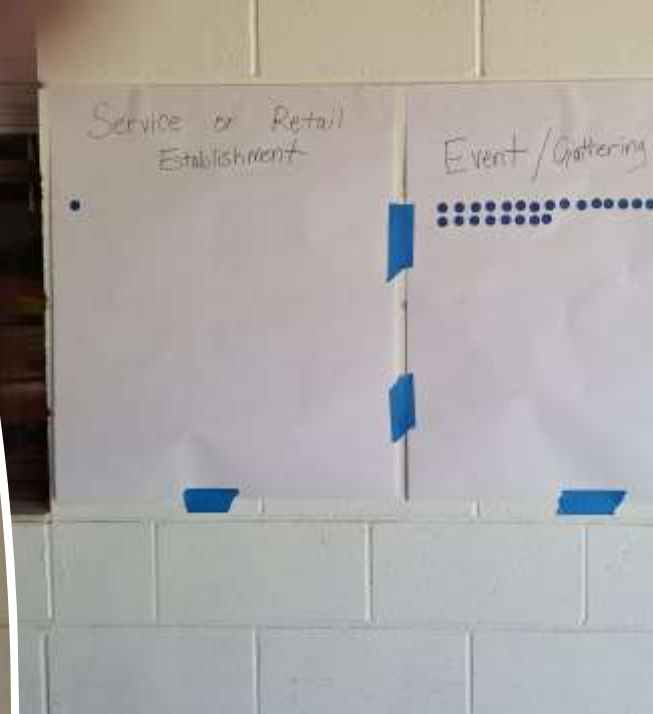 Service or Retail
Establishment
Event / Gathering